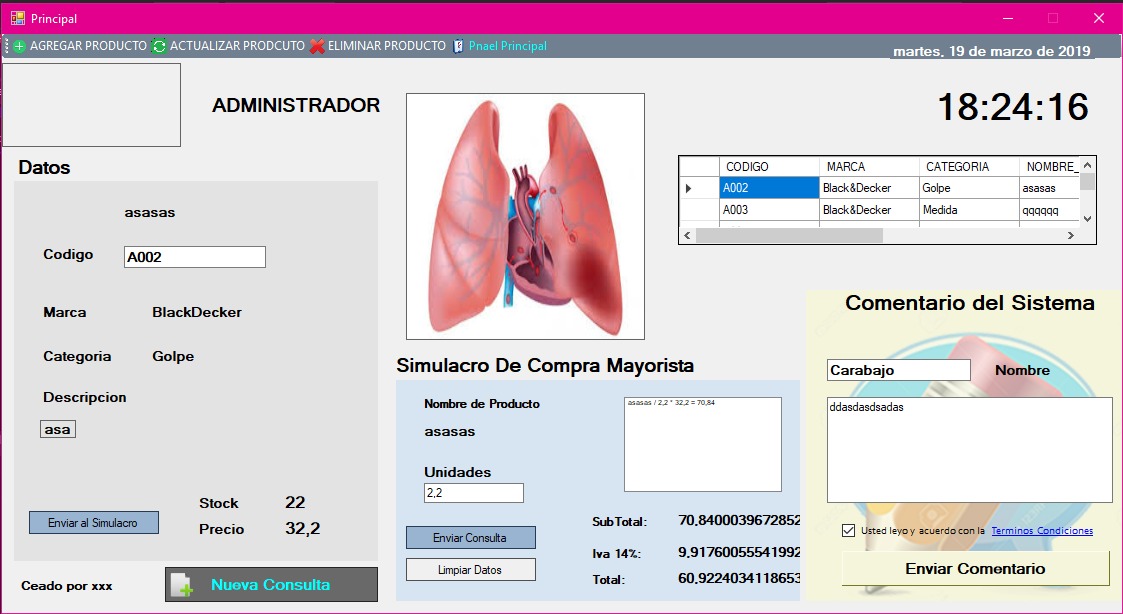 Principal
AGREGAR PRODUCTO ACTUALIZAR PRODCUTO ELIMINAR PRODUCTO Pnael Principal
martes, 19 de marzo de 2019
ADMINISTRADOR
18:24:16
CODIGO MARCA CATEGORIA NOMBRE_
A002 Black&Decker Golpe asasas
A003 Black&Decker Medida qqqqqq
Datos
asasas
Codigo A002
Marca BlackDecker
Categoria Golpe
Descripcion
asa
Stock 22
Enviar al Simulacro
Precio 32,2
Ceado por xxx
Nueva Consulta
Simulacro De Compra Mayorista
Nombre de Producto
asasas / 2,2 * 32,2 = 70,84
asasas
Unidades
2,2
Enviar Consulta
Limpiar Datos
SubTotal: 70,8400039672852
Iva 14%: 9,91760055541992
Total: 60,9224034118653
Comentario del Sistema
Carabajo Nombre
ddasdasdsadas
Usted leyo y acuerdo con la Terminos Condiciones
Enviar Comentario